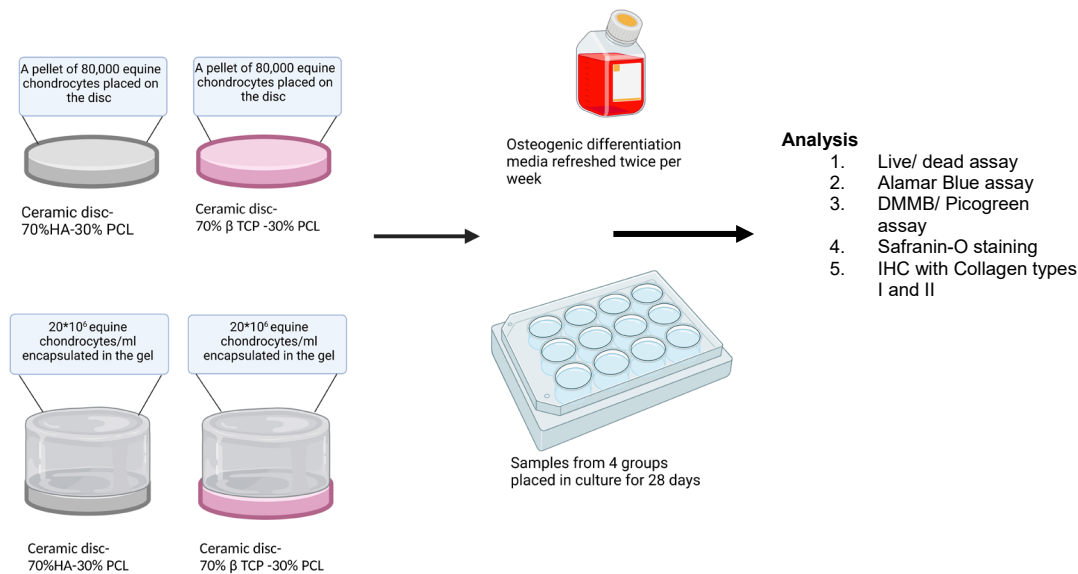 A pellet of 80,000 equine
chondrocytes placed on
the disc
A pellet of 80,000 equine
chondrocytes placed on
the disc
Ceramic disc-
70%HA-30% PCL
Ceramic disc-
70% β TCP -30% PCL
20*10⁶ equine
chondrocytes/ml
encapsulated in the gel
20*10⁶ equine
chondrocytes/ml
encapsulated in the gel
Ceramic disc-
70%HA-30% PCL
Ceramic disc-
70% β TCP -30% PCL
Osteogenic differentiation
media refreshed twice per
week
Samples from 4 groups
placed in culture for 28 days
Analysis
1. Live/ dead assay
2. Alamar Blue assay
3. DMMB/ Picogreen
assay
4. Safranin-O staining
5. IHC with Collagen types
I and II